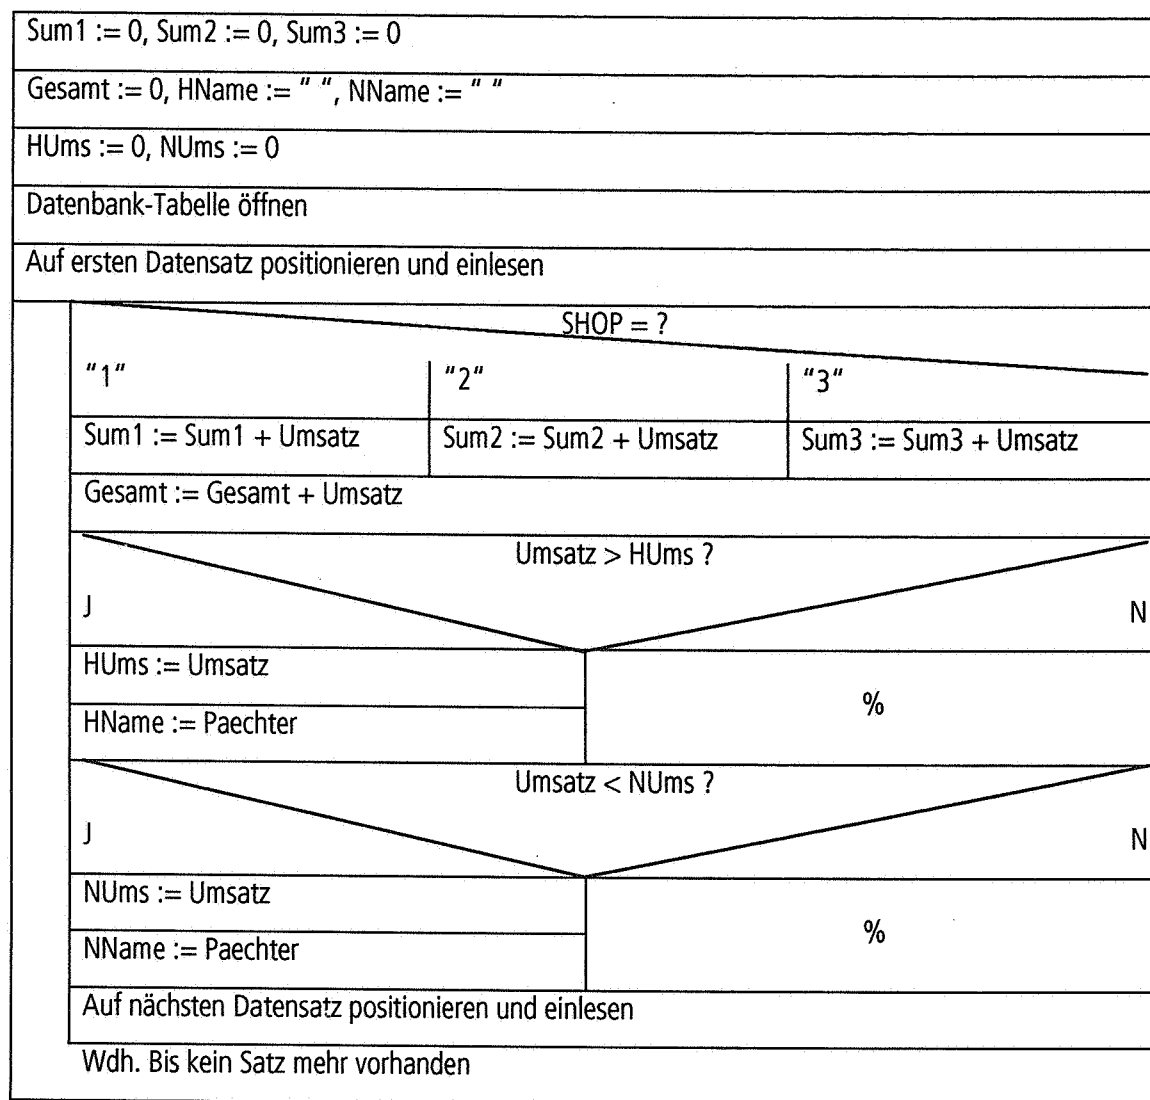 Sum1 := 0, Sum2 := 0, Sum3 := 0
Gesamt := 0, HName := “ “, NName := “ “
HUms := 0, NUms := 0
Datenbank-Tabelle öffnen
Auf ersten Datensatz positionieren und einlesen
SHOP = ?
“1“ “2“ “3“
Sum1 := Sum1 + Umsatz Sum2 := Sum2 + Umsatz Sum3 := Sum3 + Umsatz
Gesamt := Gesamt + Umsatz
Umsatz > HUms ?
J N
HUms := Umsatz
%
HName := Paechter
Umsatz < NUms ?
J N
NUms := Umsatz
%
NName := Paechter
Auf nächsten Datensatz positionieren und einlesen
Wdh. Bis kein Satz mehr vorhanden